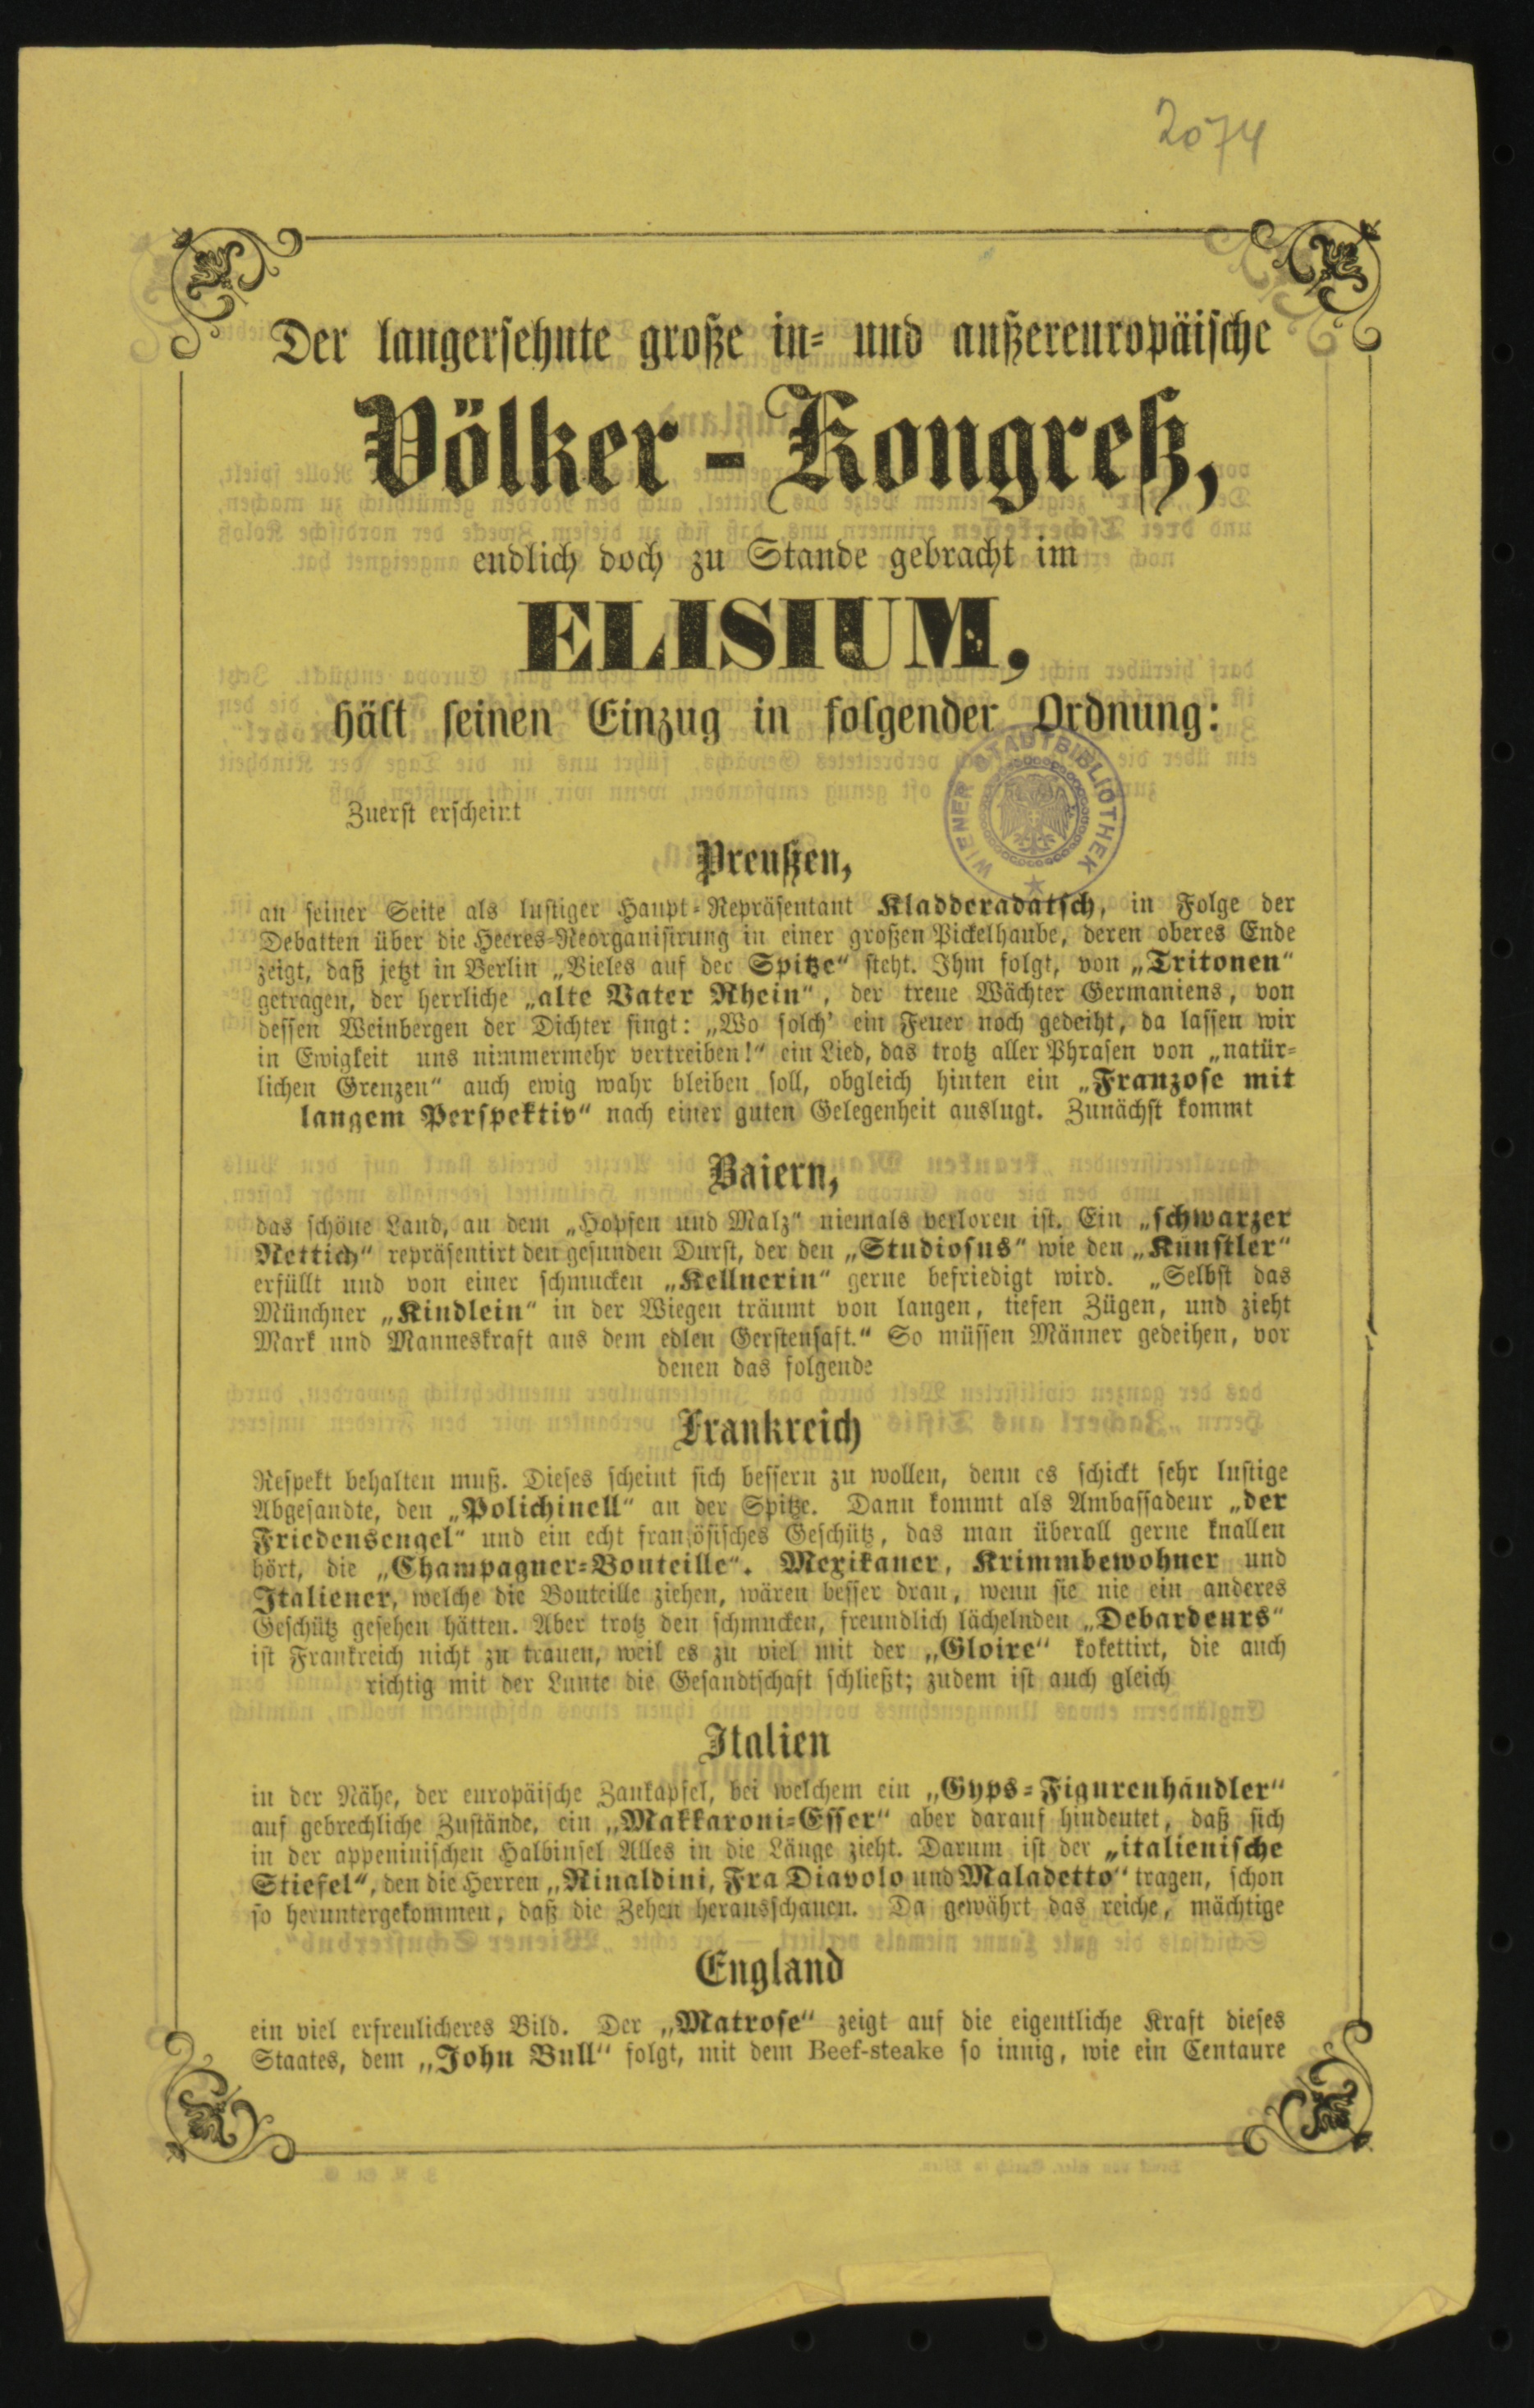 2074
Der langersehnte große in- und außereuropäische
Völker-Kongreß,
endlich doch zu Stande gebracht im
ELISIUM,
hält seinen Einzug in folgender Ordnung:
WIENER STADTBIBLIOTHEK
Zuerst erscheint
Preußen,
an seiner Seite als lustiger Haupt-Repräsentant Kladderadatsch, in Folge der
Debatten über die Heeres-Reorganisirung in einer großen Pickelhaube, deren oberes Ende
zeigt, daß jetzt in Berlin „Vieles auf der Spitze“ steht. Ihm folgt, von „Tritonen“
getragen, der herrliche „alte Vater Rhein“, der treue Wächter Germaniens, von
dessen Weinbergen der Dichter singt: „Wo solch’ ein Feuer noch gedeiht, da lassen wir
in Ewigkeit uns nimmermehr vertreiben!“ ein Lied, das trotz aller Phrasen von „natür-
lichen Grenzen“ auch ewig wahr bleiben soll, obgleich hinten ein „Franzose mit
langem Perspektiv“ nach einer guten Gelegenheit auslugt. Zunächst kommt
Baiern,
das schöne Land, an dem „Hopfen und Malz“ niemals verloren ist. Ein „schwarzer
Rettich“ repräsentirt den gesunden Durst, der den „Studiosus“ wie den „Künstler“
erfüllt und von einer schmucken „Kellnerin“ gerne befriedigt wird. „Selbst das
Münchner „Kindlein“ in der Wiegen träumt von langen, tiefen Zügen, und zieht
Mark und Manneskraft aus dem edlen Gerstensaft.“ So müssen Männer gedeihen, vor
denen das folgende
Frankreich
Respekt behalten muß. Dieses scheint sich bessern zu wollen, denn es schickt sehr lustige
Abgesandte, den „Polichinell“ an der Spitze. Dann kommt als Ambassadeur „der
Friedensengel“ und ein echt französisches Geschütz, das man überall gerne knallen
hört, die „Champagner-Bouteille“. Mexikaner, Krimmbewohner und
Italiener, welche die Bouteille ziehen, wären besser dran, wenn sie nie ein anderes
Geschütz gesehen hätten. Aber trotz den schmucken, freundlich lächelnden „Debardeurs“
ist Frankreich nicht zu trauen, weil es zu viel mit der „Gloire“ kokettirt, die auch
richtig mit der Lunte die Gesandtschaft schließt; zudem ist auch gleich
Italien
in der Nähe, der europäische Zankapfel, bei welchem ein „Gyps-Figurenhändler“
auf gebrechliche Zustände, ein „Makkaroni-Esser“ aber darauf hindeutet, daß sich
in der appeninischen Halbinsel Alles in die Länge zieht. Darum ist der „italienische
Stiefel“, den die Herren „Rinaldini, Fra Diavolo und Maladetto“ tragen, schon
so heruntergekommen, daß die Zehen herausschauen. Da gewährt das reiche, mächtige
England
ein viel erfreulicheres Bild. Der „Matrose“ zeigt auf die eigentliche Kraft dieses
Staates, dem „John Bull“ folgt, mit dem Beef-steake so innig, wie ein Centaure